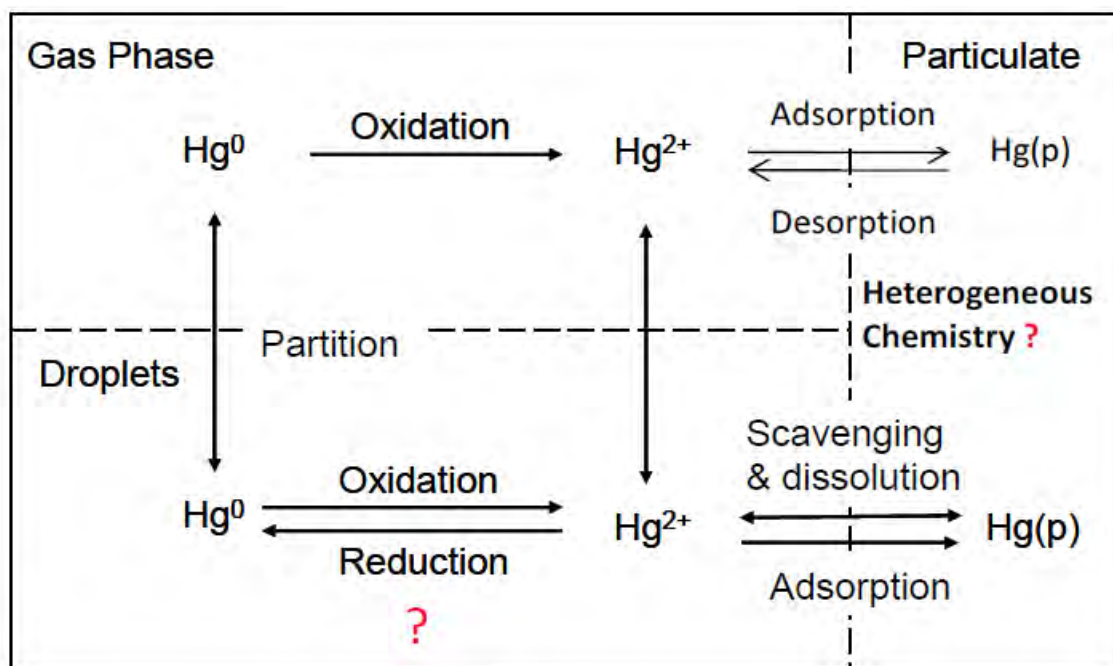 Gas Phase
Particulate
Oxidation
Adsorption
Hg⁰
Hg²⁺
Hg(p)
Desorption
Heterogeneous
Chemistry ?
Partition
Droplets
Scavenging
& dissolution
Oxidation
Hg⁰
Hg²⁺
Hg(p)
Reduction
Adsorption
?